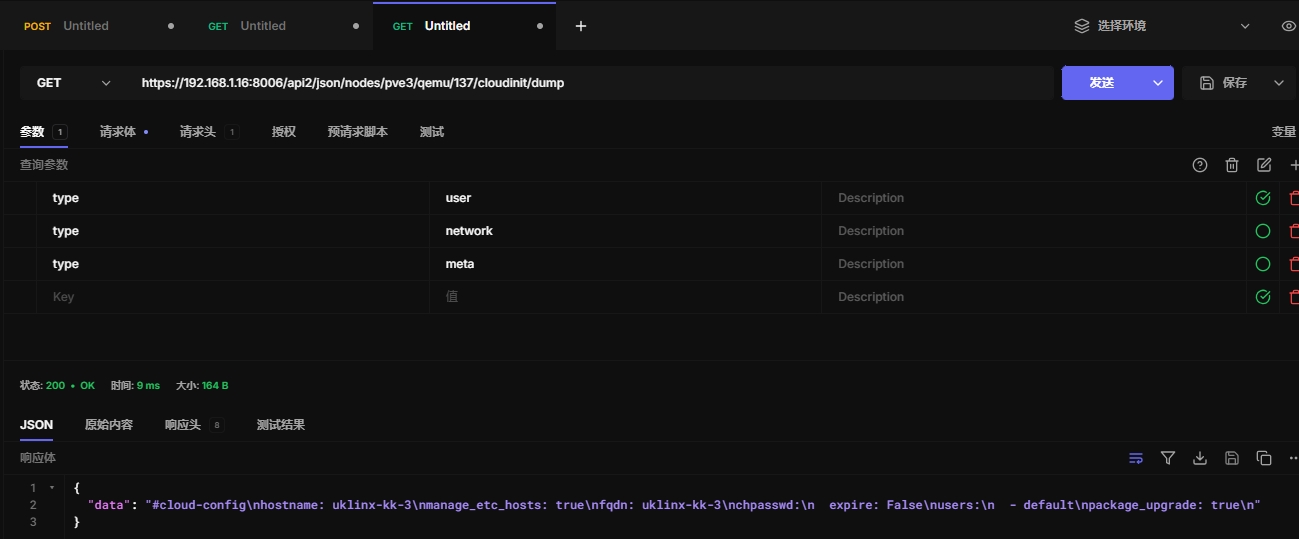 POST Untitled GET Untitled GET Untitled 选择环境
GET https://192.168.1.16:8006/api2/json/nodes/pve3/qemu/137/cloudinit/dump 发送 保存
参数 1 请求体 请求头 1 授权 预请求脚本 测试 变量
查询参数
type user Description
type network Description
type meta Description
Key 值 Description
状态: 200 • OK 时间: 9 ms 大小: 164 B
JSON 原始内容 响应头 8 测试结果
响应体
1 {
2 "data": "#cloud-config\nhostname: uklinx-kk-3\nmanage_etc_hosts: true\nfqdn: uklinx-kk-3\nchpasswd:\n  expire: False\nusers:\n  - default\npackage_upgrade: true\n"
3 }